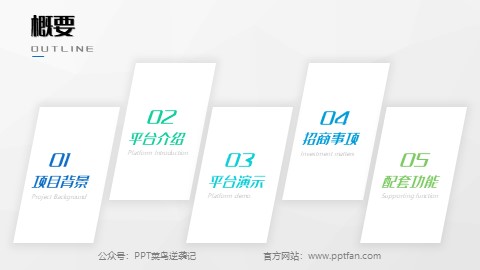 概要
OUTLINE
01
项目背景
Project Background
02
平台介绍
Platform Introduction
03
平台演示
Platform demo
04
招商事项
Investment matters
05
配套功能
Supporting function
公众号：PPT菜鸟逆袭记
官方网站：www.pptfan.com